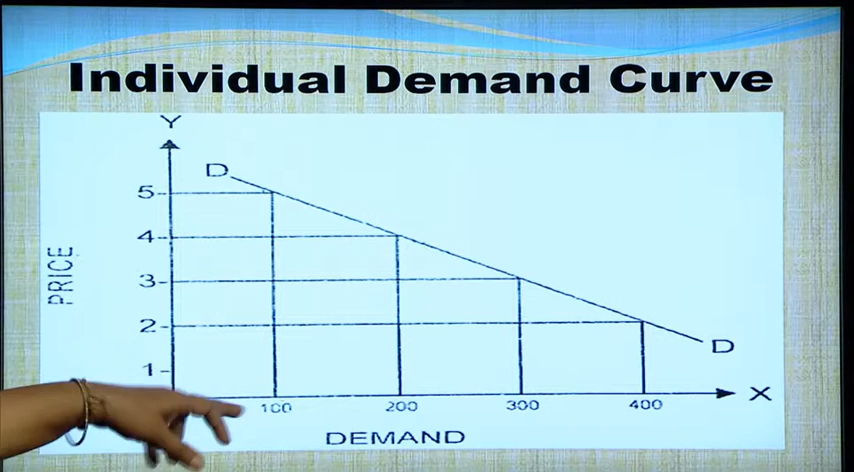 Individual Demand Curve
Y
D
5
4
3
2
1
PRICE
D
X
100
200
300
400
DEMAND